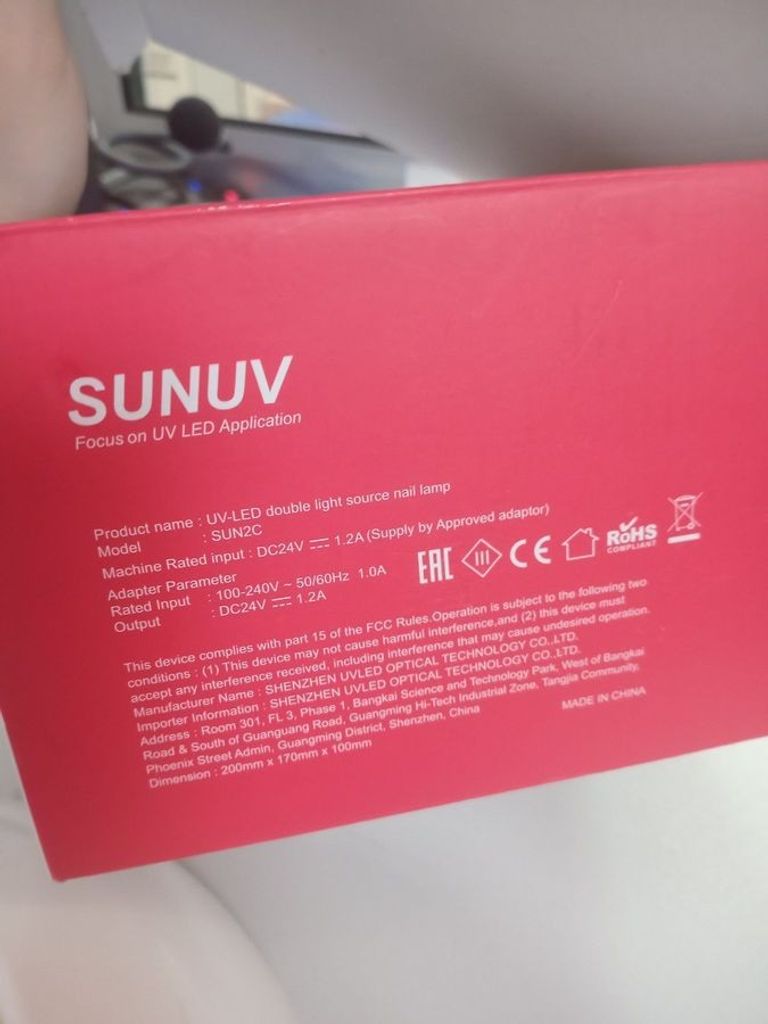 SUNUV
Focus on UV LED Application
Product name : UV-LED double light source nail lamp
Model : SUN2C
Machine Rated input : DC24V ⎓ 1.2A (Supply by Approved adaptor)
Adapter Parameter
Rated Input : 100-240V ~ 50/60Hz 1.0A
Output : DC24V ⎓ 1.2A
EAC III CE RoHS
COMPLIANT
This device complies with part 15 of the FCC Rules.Operation is subject to the following two
conditions : (1) This device may not cause harmful interference,and (2) this device must
accept any interference received, including interference that may cause undesired operation.
Manufacturer Name : SHENZHEN UVLED OPTICAL TECHNOLOGY CO.,LTD.
Importer Information : SHENZHEN UVLED OPTICAL TECHNOLOGY CO.,LTD.
Address : Room 301, FL 3, Phase 1, Bangkai Science and Technology Park, West of Bangkai
Road & South of Guanguang Road, Guangming Hi-Tech Industrial Zone, Tangjia Community,
Phoenix Street Admin, Guangming District, Shenzhen, China
Dimension : 200mm x 170mm x 100mm
MADE IN CHINA